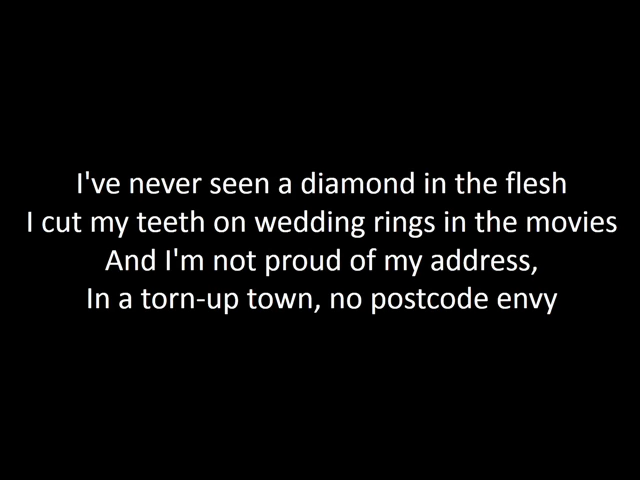 I've never seen a diamond in the flesh
I cut my teeth on wedding rings in the movies
And I'm not proud of my address,
In a torn-up town, no postcode envy